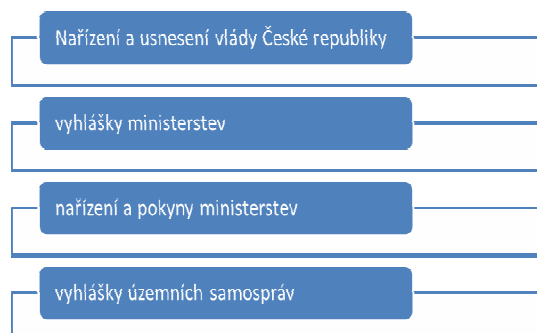 Nařízení a usnesení vlády České republiky
vyhlášky ministerstev
nařízení a pokyny ministerstev
vyhlášky územních samospráv